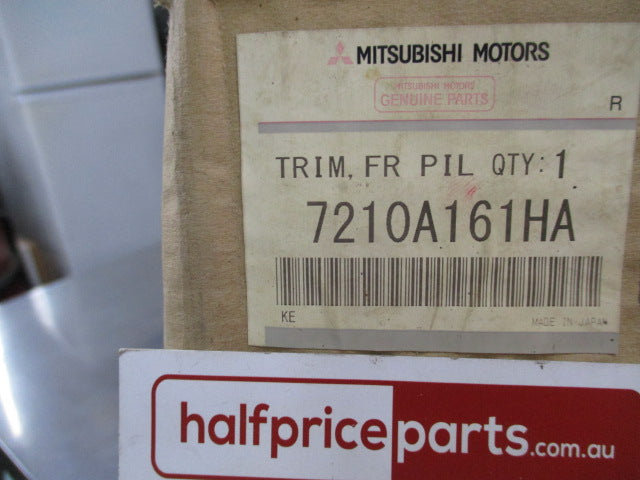 MITSUBISHI MOTORS
MITSUBISHI MOTORS
GENUINE PARTS
R
TRIM, FR PIL QTY: 1
7210A161HA
KE MADE IN JAPAN
halfpriceparts.com.au